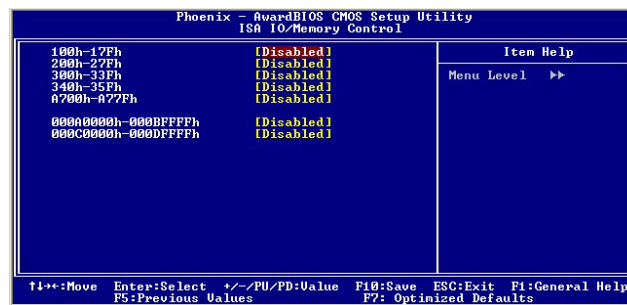 Phoenix - AwardBIOS CMOS Setup Utility
ISA IO/Memory Control
100h-17Fh [Disabled]
200h-27Fh [Disabled]
300h-33Fh [Disabled]
340h-35Fh [Disabled]
A700h-A77Fh [Disabled]
000A0000h-000BFFFFh [Disabled]
000C0000h-000DFFFFh [Disabled]
Item Help
Menu Level ▶▶
↑↓→←:Move Enter:Select +/-/PU/PD:Value F10:Save ESC:Exit F1:General Help
F5:Previous Values F7: Optimized Defaults